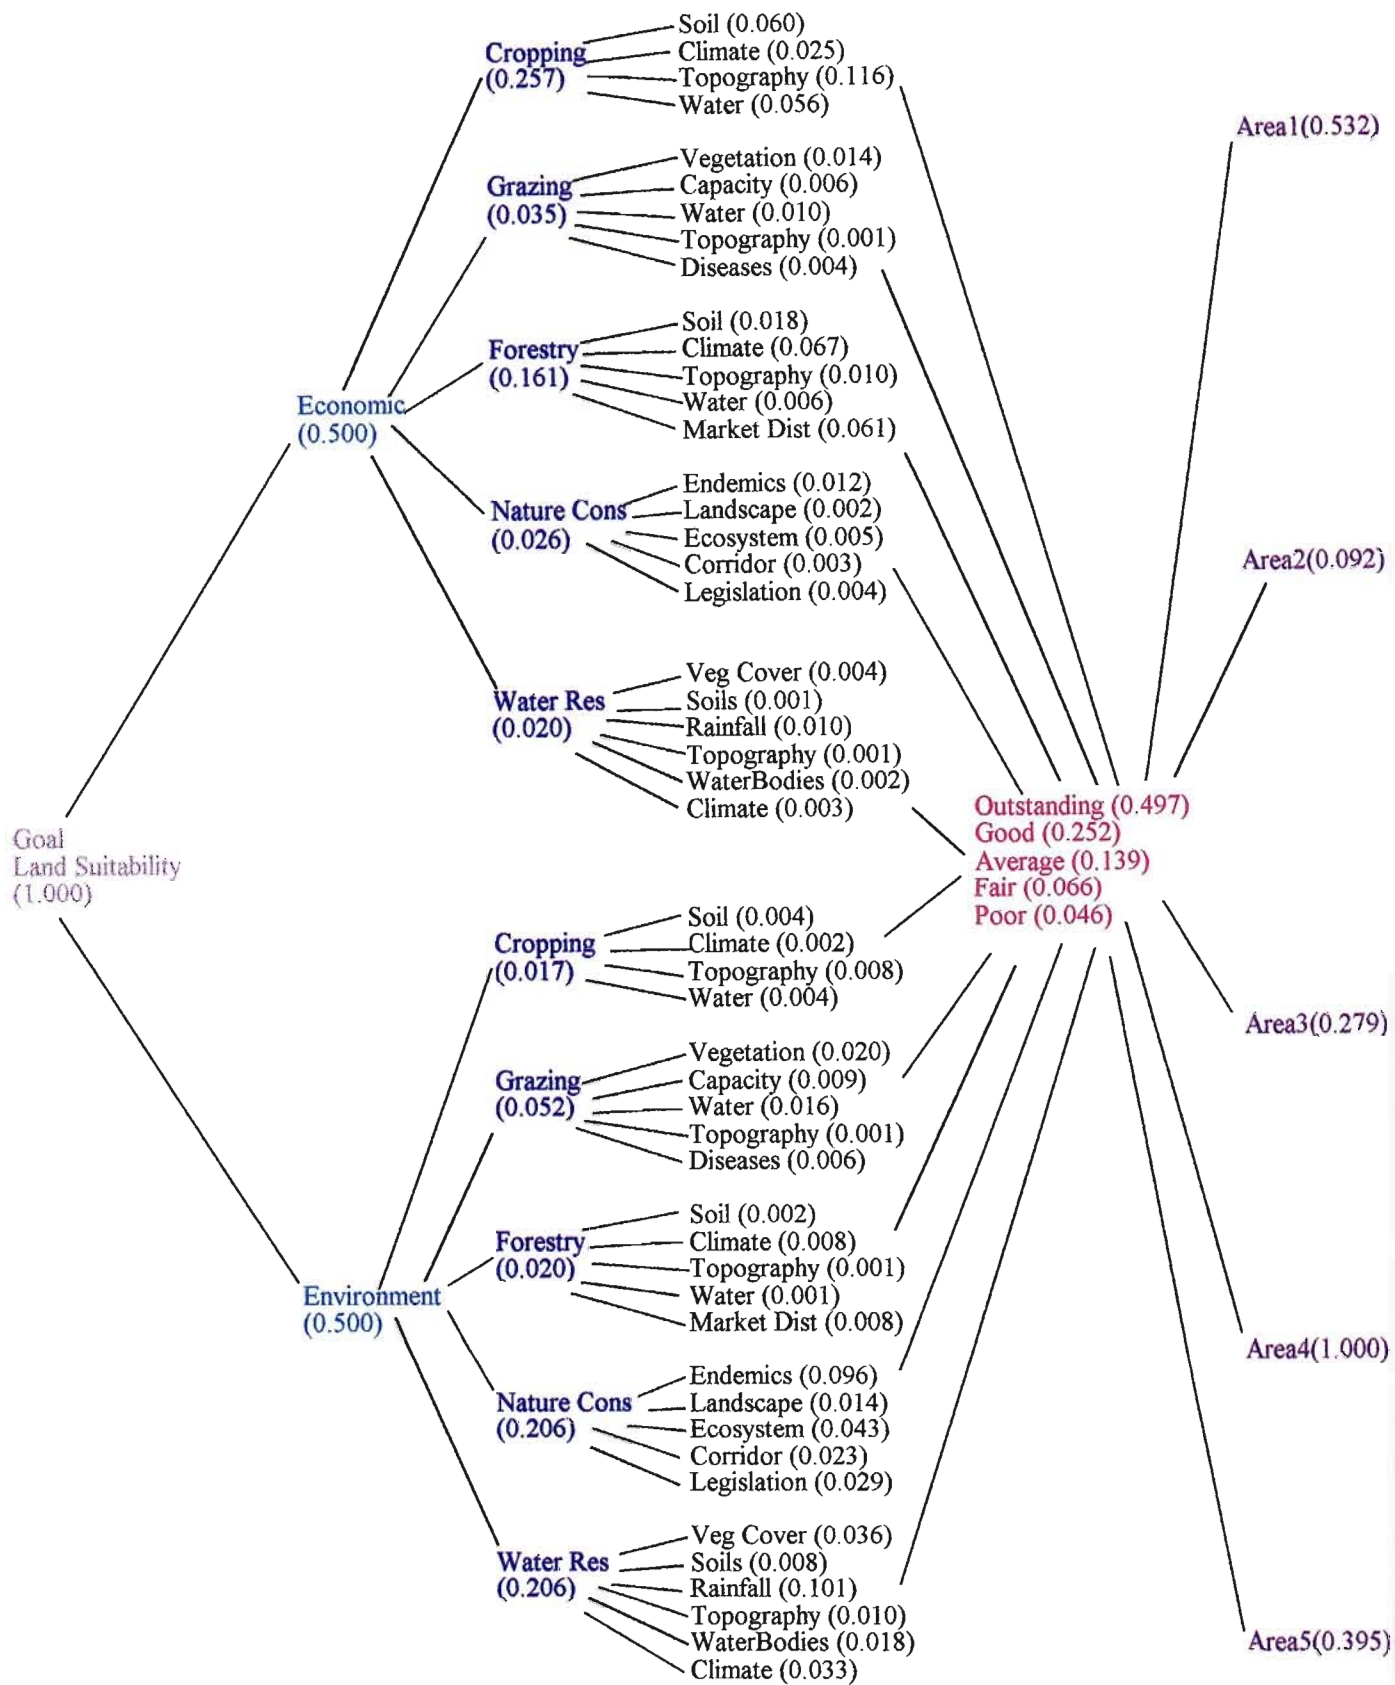 Goal
Land Suitability
(1.000)
Economic
(0.500)
Cropping
(0.257)
Soil (0.060)
Climate (0.025)
Topography (0.116)
Water (0.056)
Grazing
(0.035)
Vegetation (0.014)
Capacity (0.006)
Water (0.010)
Topography (0.001)
Diseases (0.004)
Forestry
(0.161)
Soil (0.018)
Climate (0.067)
Topography (0.010)
Water (0.006)
Market Dist (0.061)
Nature Cons
(0.026)
Endemics (0.012)
Landscape (0.002)
Ecosystem (0.005)
Corridor (0.003)
Legislation (0.004)
Water Res
(0.020)
Veg Cover (0.004)
Soils (0.001)
Rainfall (0.010)
Topography (0.001)
WaterBodies (0.002)
Climate (0.003)
Environment
(0.500)
Cropping
(0.017)
Soil (0.004)
Climate (0.002)
Topography (0.008)
Water (0.004)
Grazing
(0.052)
Vegetation (0.020)
Capacity (0.009)
Water (0.016)
Topography (0.001)
Diseases (0.006)
Forestry
(0.020)
Soil (0.002)
Climate (0.008)
Topography (0.001)
Water (0.001)
Market Dist (0.008)
Nature Cons
(0.206)
Endemics (0.096)
Landscape (0.014)
Ecosystem (0.043)
Corridor (0.023)
Legislation (0.029)
Water Res
(0.206)
Veg Cover (0.036)
Soils (0.008)
Rainfall (0.101)
Topography (0.010)
WaterBodies (0.018)
Climate (0.033)
Outstanding (0.497)
Good (0.252)
Average (0.139)
Fair (0.066)
Poor (0.046)
Area1(0.532)
Area2(0.092)
Area3(0.279)
Area4(1.000)
Area5(0.395)